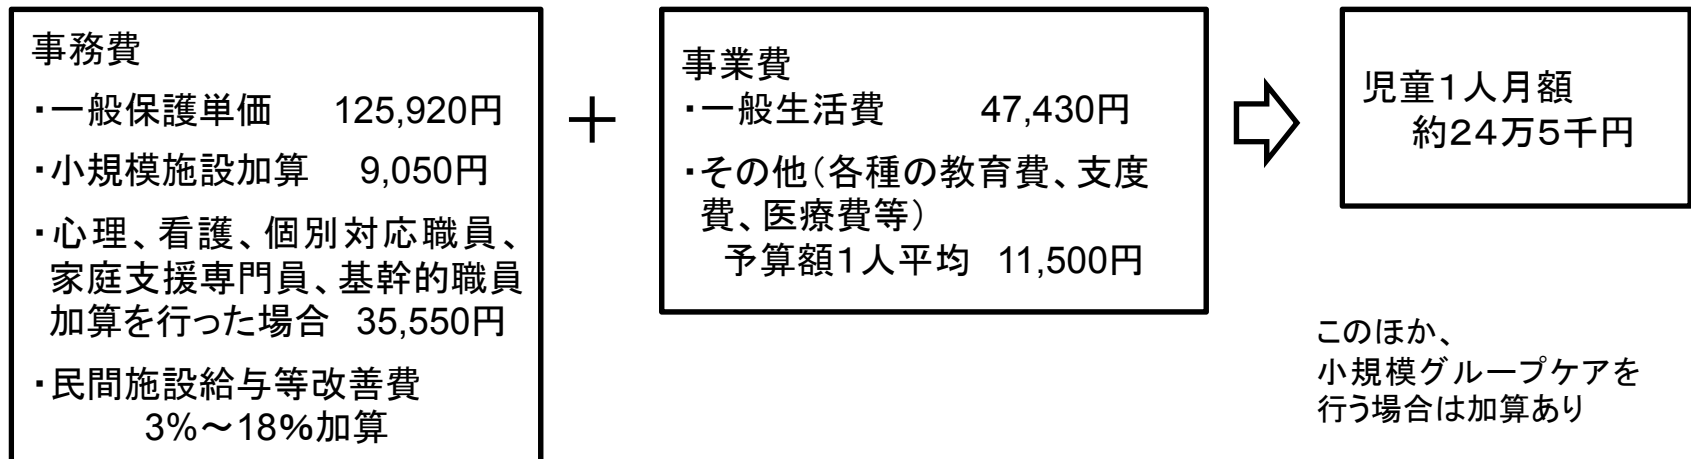 事務費
・一般保護単価 125,920円
・小規模施設加算 9,050円
・心理、看護、個別対応職員、
家庭支援専門員、基幹的職員
加算を行った場合 35,550円
・民間施設給与等改善費
3%～18%加算
＋
事業費
・一般生活費 47,430円
・その他（各種の教育費、支度
費、医療費等）
予算額１人平均 11,500円
児童１人月額
約２４万５千円
このほか、
小規模グループケアを
行う場合は加算あり